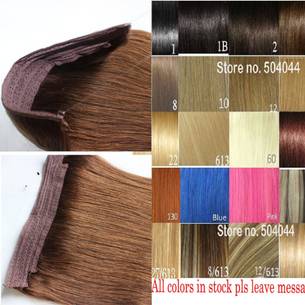 1 1B 2
Store no. 504044
8 10 12
22 613 60
130 Blue Pink
Store no. 504044
27/613 8/613 12/613
All colors in stock pls leave messa